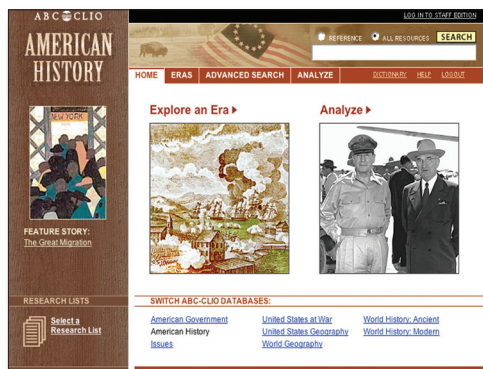 ABC CLIO
AMERICAN
HISTORY
LOG IN TO STAFF EDITION
REFERENCE ALL RESOURCES SEARCH
HOME ERAS ADVANCED SEARCH ANALYZE DICTIONARY HELP LOGOUT
Explore an Era Analyze
NEW YORK
FEATURE STORY:
The Great Migration
RESEARCH LISTS
Select a
Research List
SWITCH ABC-CLIO DATABASES:
American Government United States at War World History: Ancient
American History United States Geography World History: Modern
Issues World Geography